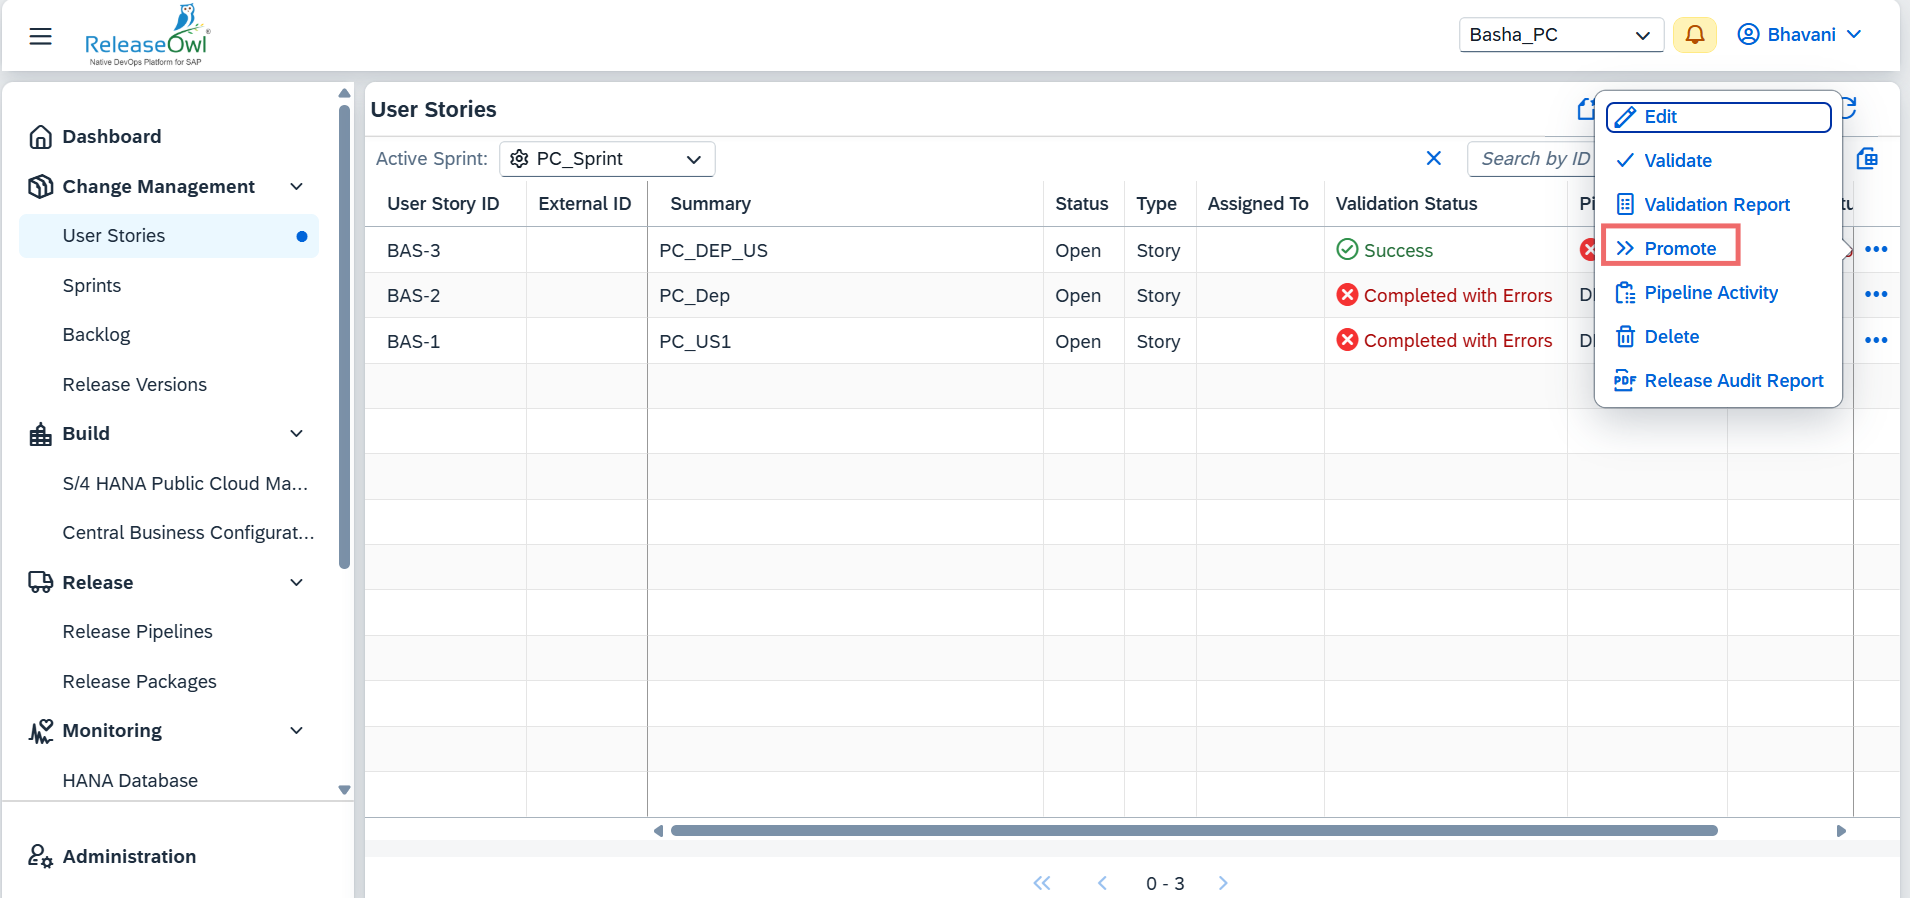 ReleaseOwl
®
Native DevOps Platform for SAP
Basha_PC
Bhavani
Dashboard
Change Management
User Stories
Sprints
Backlog
Release Versions
Build
S/4 HANA Public Cloud Ma...
Central Business Configurat...
Release
Release Pipelines
Release Packages
Monitoring
HANA Database
Administration
User Stories
Active Sprint: PC_Sprint
Search by ID
User Story ID External ID Summary Status Type Assigned To Validation Status
BAS-3 PC_DEP_US Open Story Success
BAS-2 PC_Dep Open Story Completed with Errors
BAS-1 PC_US1 Open Story Completed with Errors
Edit
Validate
Validation Report
Promote
Pipeline Activity
Delete
PDF Release Audit Report
0 - 3